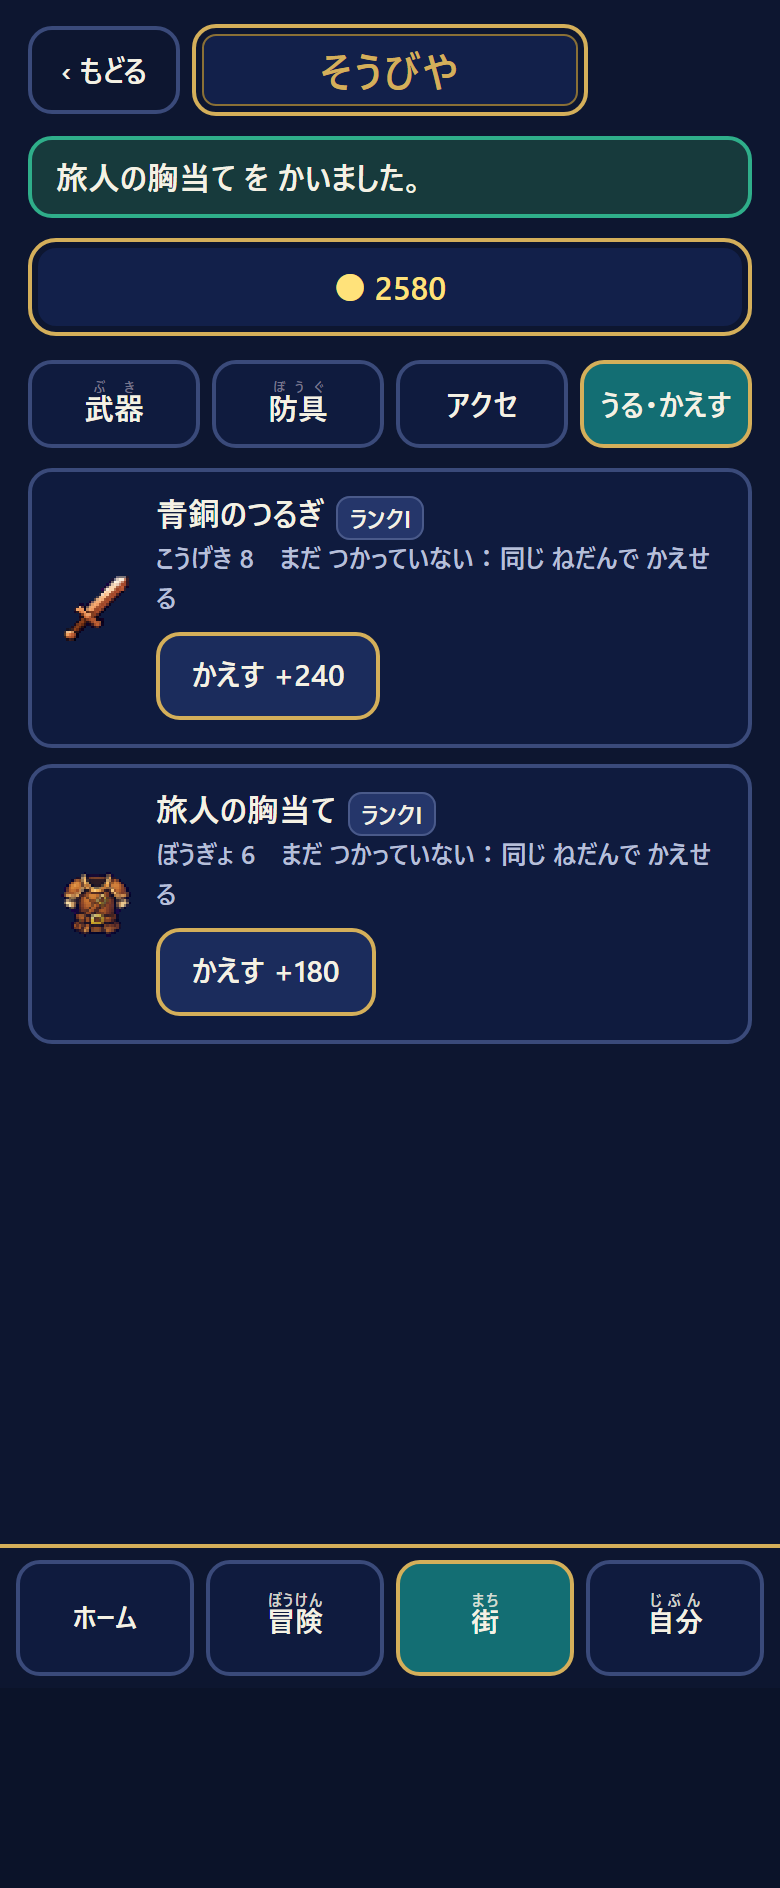 ‹ もどる
そうびや
旅人の胸当て を かいました。
2580
ぶき
武器
ぼうぐ
防具
アクセ
うる・かえす
青銅のつるぎ ランクI
こうげき 8　まだ つかっていない：同じ ねだんで かえせ
る
かえす +240
旅人の胸当て ランクI
ぼうぎょ 6　まだ つかっていない：同じ ねだんで かえせ
る
かえす +180
ホーム
ぼうけん
冒険
まち
街
じぶん
自分